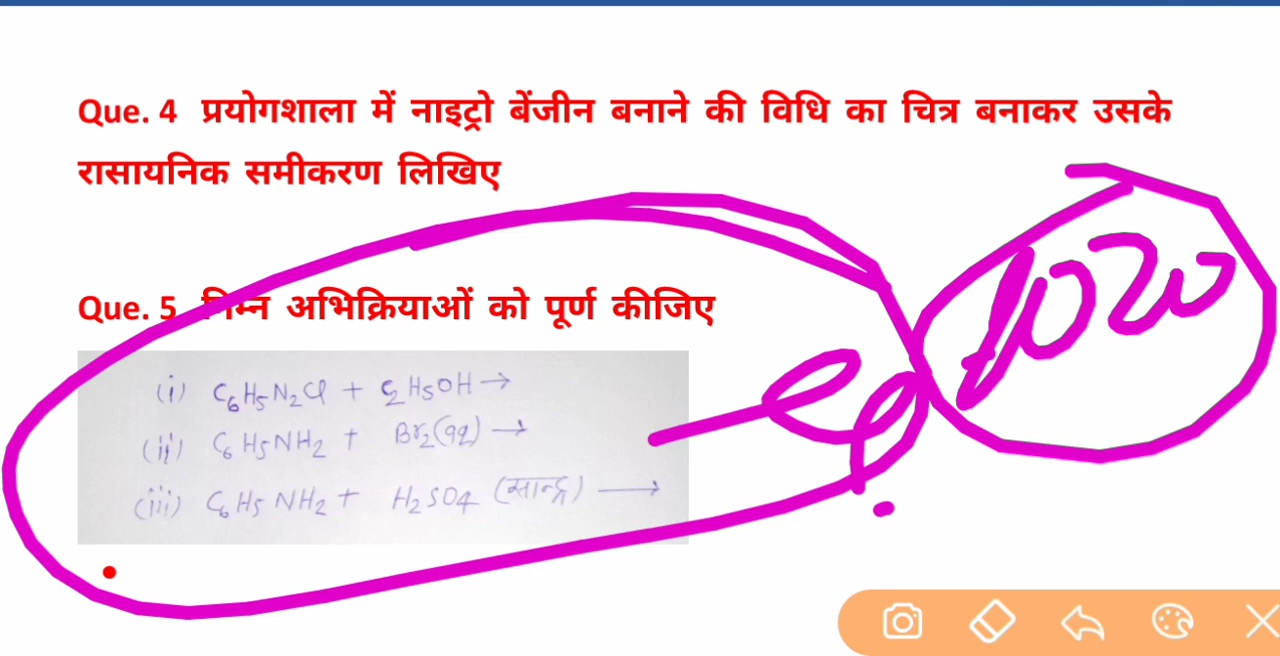 Que. 4 प्रयोगशाला में नाइट्रो बेंजीन बनाने की विधि का चित्र बनाकर उसके
रासायनिक समीकरण लिखिए
2020
Que. 5 निम्न अभिक्रियाओं को पूर्ण कीजिए
(i) C₆H₅N₂Cl + C₂H₅OH →
(ii) C₆H₅NH₂ + Br₂(aq) →
(iii) C₆H₅NH₂ + H₂SO₄ (सान्द्र) →